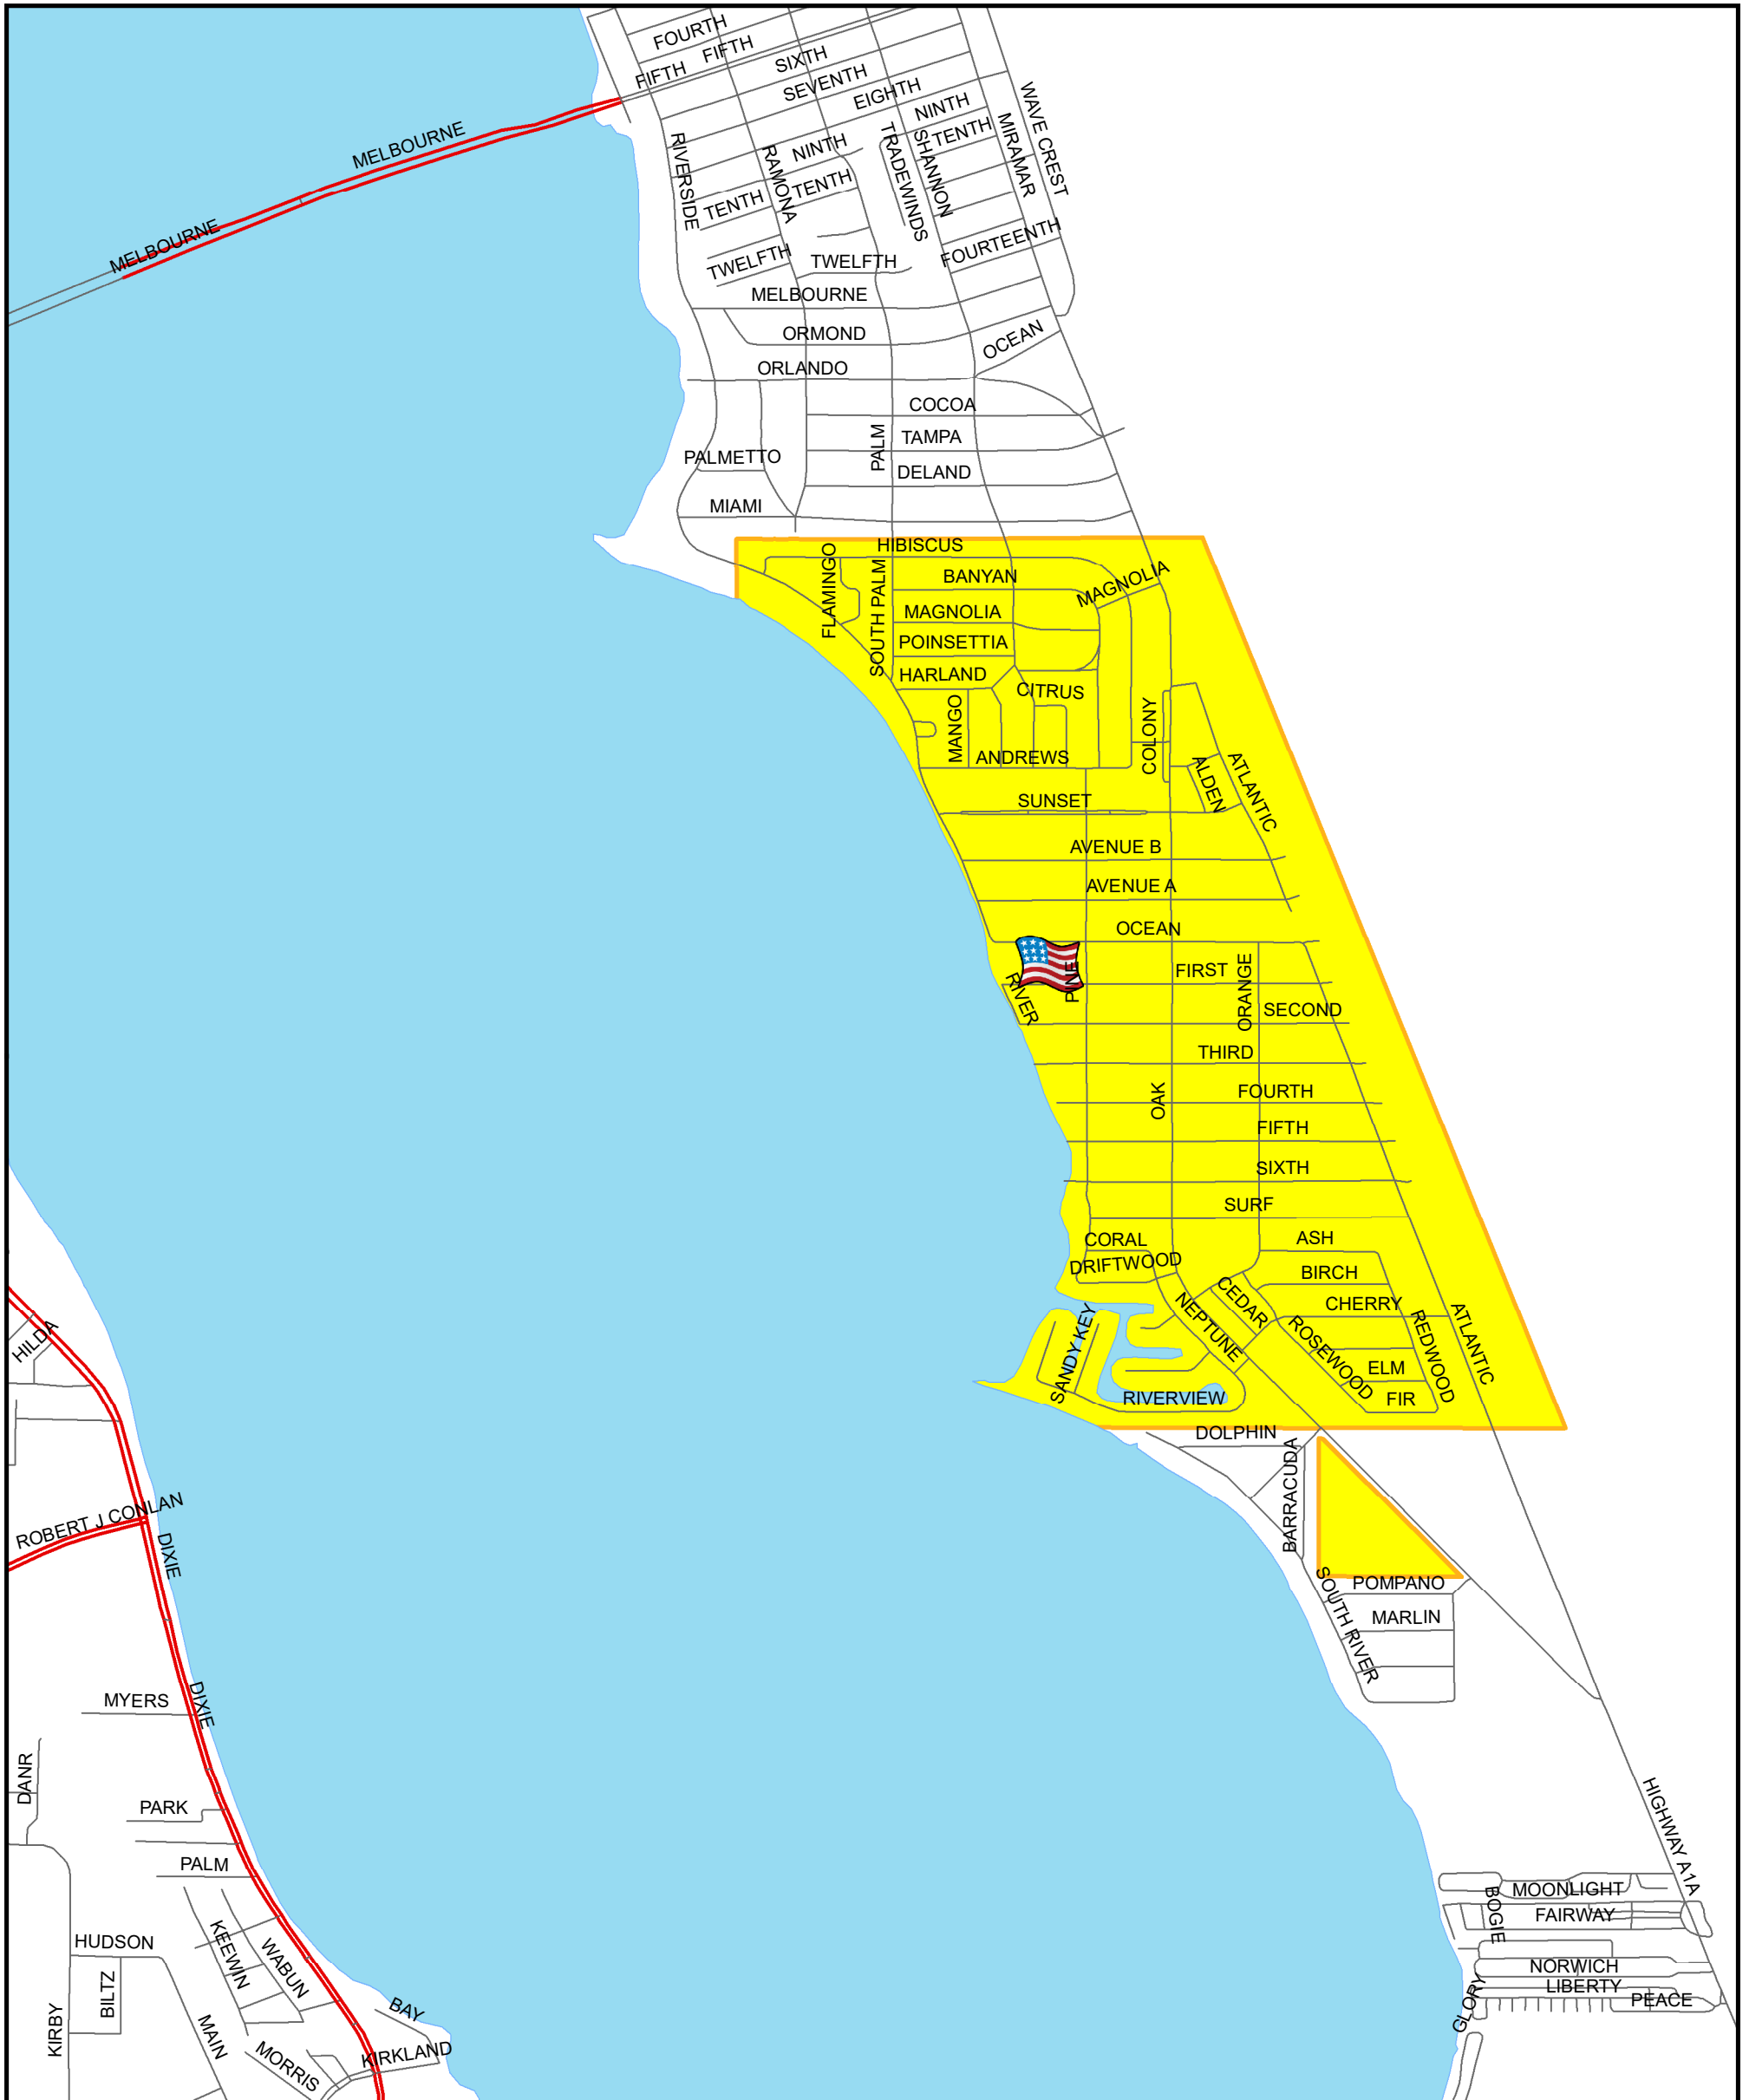 FOURTH
FIFTH
FIFTH
SIXTH
SEVENTH
EIGHTH
NINTH
TENTH
WAVE CREST
MIRAMAR
MELBOURNE
MELBOURNE
RIVERSIDE
RAMONA
NINTH
TENTH
TENTH
TRADEWINDS
SHANNON
FOURTEENTH
TWELFTH
TWELFTH
MELBOURNE
ORMOND
OCEAN
ORLANDO
COCOA
PALM
TAMPA
PALMETTO
DELAND
MIAMI
HIBISCUS
FLAMINGO
SOUTH PALM
BANYAN
MAGNOLIA
MAGNOLIA
POINSETTIA
HARLAND
CITRUS
MANGO
COLONY
ANDREWS
ALDEN
ATLANTIC
SUNSET
AVENUE B
AVENUE A
OCEAN
PINE
RIVER
FIRST
ORANGE
SECOND
THIRD
OAK
FOURTH
FIFTH
SIXTH
SURF
CORAL
ASH
DRIFTWOOD
BIRCH
CEDAR
CHERRY
NEPTUNE
SANDY KEY
ROSEWOOD
REDWOOD
ATLANTIC
ELM
FIR
RIVERVIEW
DOLPHIN
BARRACUDA
POMPANO
MARLIN
SOUTH RIVER
HILDA
ROBERT J CONLAN
DIXIE
DIXIE
MYERS
DANR
PARK
PALM
HUDSON
KEEWIN
WABUN
BILTZ
KIRBY
MAIN
BAY
KIRKLAND
MORRIS
HIGHWAY A1A
MOONLIGHT
BOGIE
FAIRWAY
NORWICH
LIBERTY
PEACE
GLORY